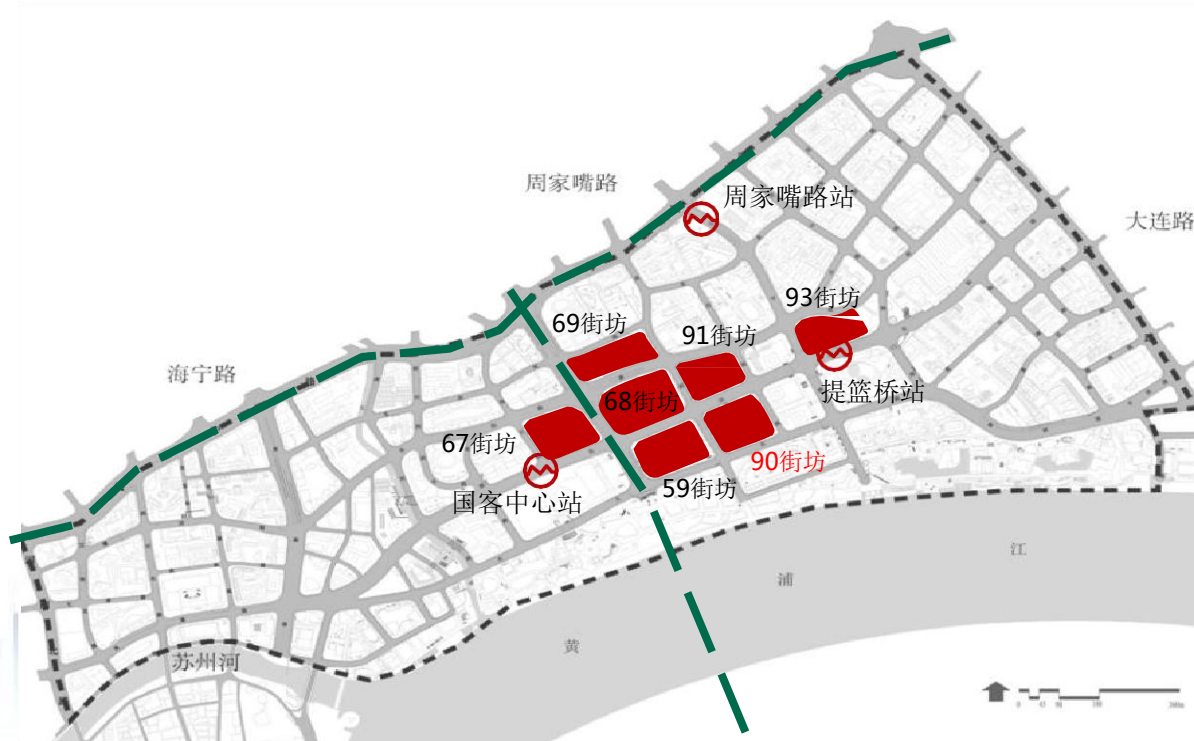 周家嘴路
周家嘴路站
大连路
93街坊
69街坊
91街坊
海宁路
提篮桥站
68街坊
67街坊
90街坊
59街坊
国客中心站
江
浦
黄
苏州河